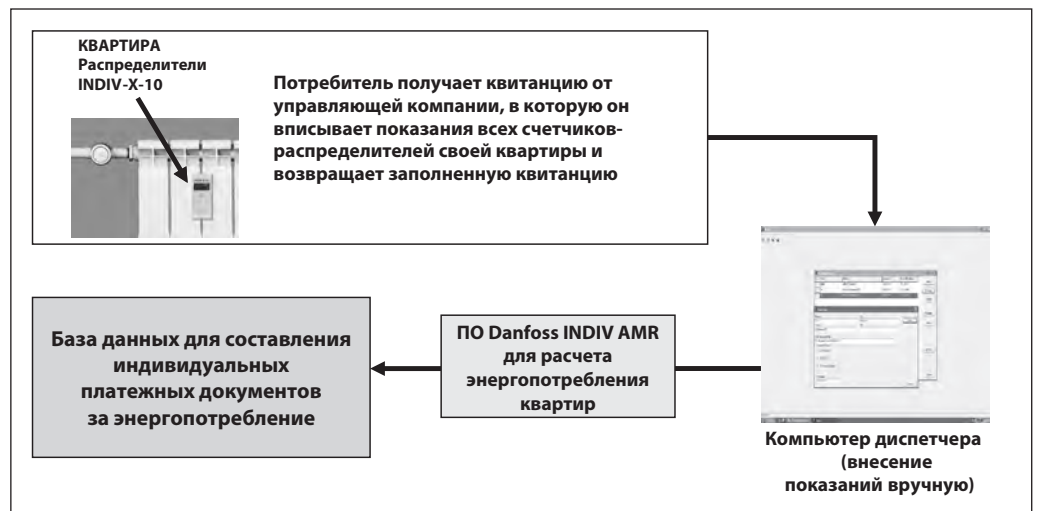 КВАРТИРА
Распределители
INDIV-X-10
Потребитель получает квитанцию от
управляющей компании, в которую он
вписывает показания всех счетчиков-
распределителей своей квартиры и
возвращает заполненную квитанцию
База данных для составления
индивидуальных
платежных документов
за энергопотребление
ПО Danfoss INDIV AMR
для расчета
энергопотребления
квартир
Компьютер диспетчера
(внесение
показаний вручную)